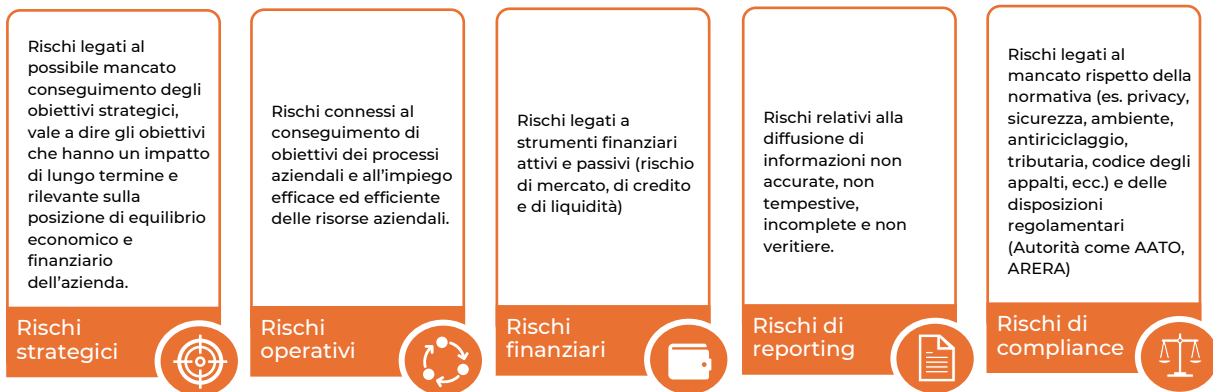 Rischi legati al
possibile mancato
conseguimento degli
obiettivi strategici,
vale a dire gli obiettivi
che hanno un impatto
di lungo termine e
rilevante sulla
posizione di equilibrio
economico e
finanziario
dell’azienda.
Rischi
strategici
Rischi connessi al
conseguimento di
obiettivi dei processi
aziendali e all’impiego
efficace ed efficiente
delle risorse aziendali.
Rischi
operativi
Rischi legati a
strumenti finanziari
attivi e passivi (rischio
di mercato, di credito
e di liquidità)
Rischi
finanziari
Rischi relativi alla
diffusione di
informazioni non
accurate, non
tempestive,
incomplete e non
veritiere.
Rischi di
reporting
Rischi legati al
mancato rispetto della
normativa (es. privacy,
sicurezza, ambiente,
antiriciclaggio,
tributaria, codice degli
appalti, ecc.) e delle
disposizioni
regolamentari
(Autorità come AATO,
ARERA)
Rischi di
compliance